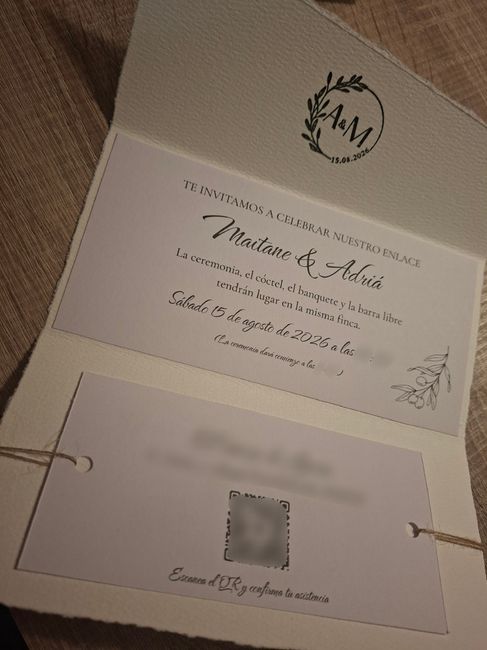 A&M
15.08.2026
TE INVITAMOS A CELEBRAR NUESTRO ENLACE
Maitane & Adriá
La ceremonia, el cóctel, el banquete y la barra libre
tendrán lugar en la misma finca.
Sábado 15 de agosto de 2026 a las
(La ceremonia dará comienzo a las )
Escanea el QR y confirma tu asistencia